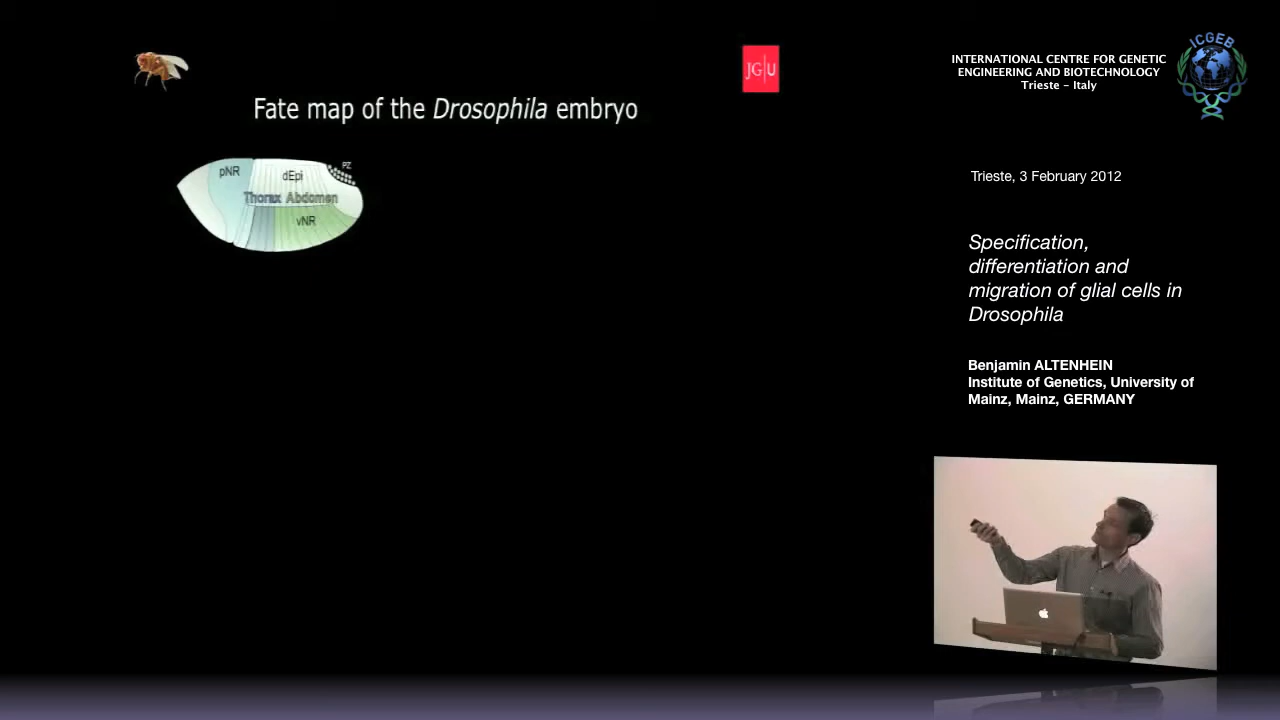 JG|U
Fate map of the Drosophila embryo
pNR
dEpi
PZ
Thorax Abdomen
vNR
INTERNATIONAL CENTRE FOR GENETIC
ENGINEERING AND BIOTECHNOLOGY
Trieste - Italy
ICGEB
Trieste, 3 February 2012
Specification,
differentiation and
migration of glial cells in
Drosophila
Benjamin ALTENHEIN
Institute of Genetics, University of
Mainz, Mainz, GERMANY